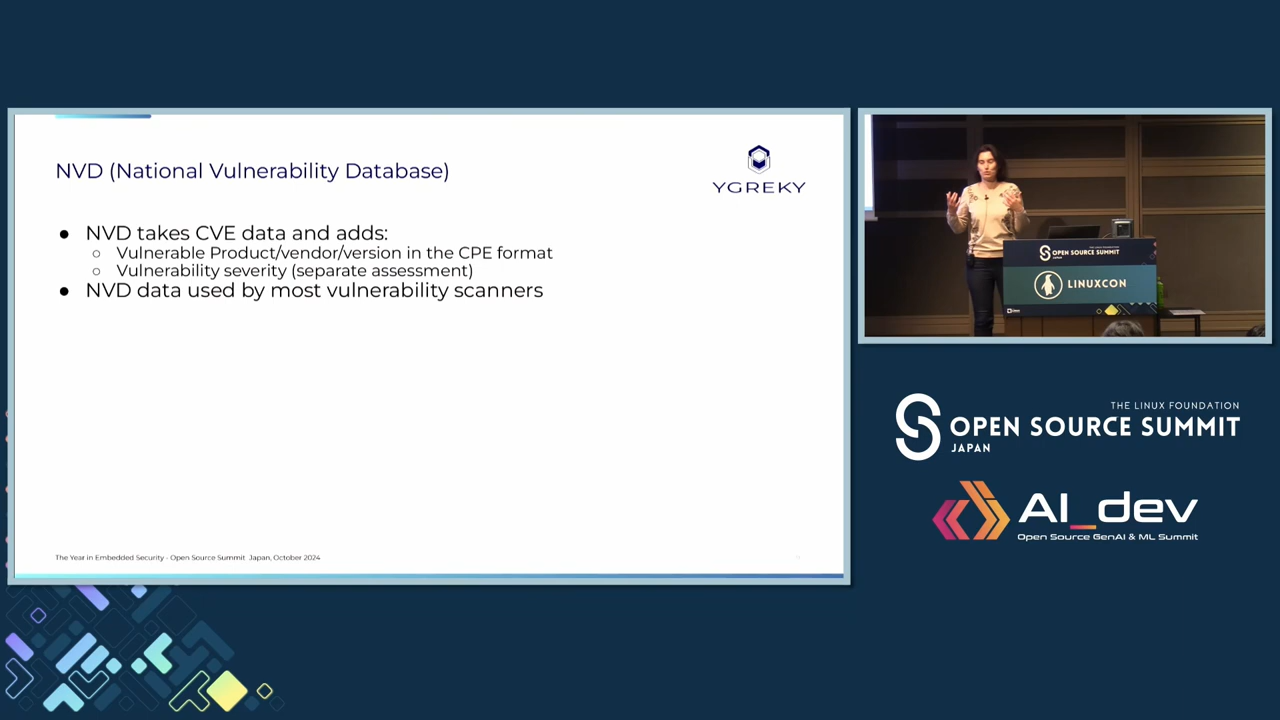 NVD (National Vulnerability Database)
YGREKY
● NVD takes CVE data and adds:
○ Vulnerable Product/vendor/version in the CPE format
○ Vulnerability severity (separate assessment)
● NVD data used by most vulnerability scanners
The Year in Embedded Security - Open Source Summit Japan, October 2024
OPEN SOURCE SUMMIT
JAPAN
LINUXCON
THE LINUX FOUNDATION
OPEN SOURCE SUMMIT
JAPAN
AI_dev
Open Source GenAI & ML Summit